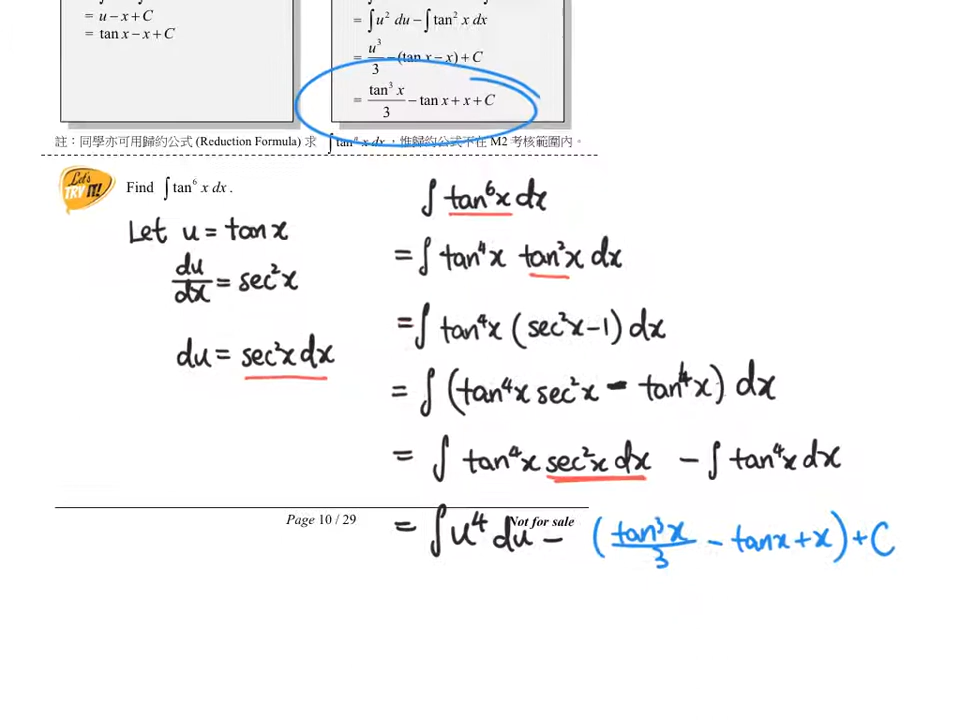 = u − x + C
= tan x − x + C
= ∫u² du − ∫tan² x dx
= u³/3 − (tan x − x) + C
= tan³ x/3 − tan x + x + C
註：同學亦可用歸約公式 (Reduction Formula) 求 ∫tanⁿ x dx，惟歸約公式不在 M2 考核範圍內。
Let's TRY IT!
Find ∫tan⁶ x dx.
Let u = tan x
du/dx = sec²x
du = sec²x dx
∫tan⁶x dx
= ∫ tan⁴x tan²x dx
= ∫ tan⁴x (sec²x − 1) dx
= ∫ (tan⁴x sec²x − tan⁴x) dx
= ∫ tan⁴x sec²x dx − ∫ tan⁴x dx
= ∫u⁴ du − (tan³x/3 − tan x + x) + C
Page 10 / 29
Not for sale